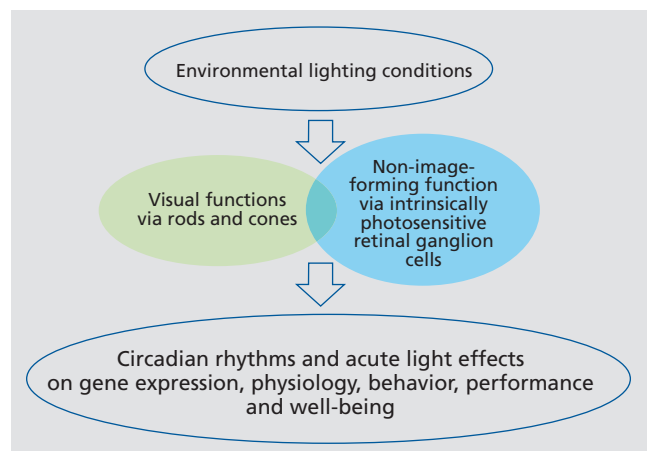 Environmental lighting conditions
Visual functions
via rods and cones
Non-image-
forming function
via intrinsically
photosensitive
retinal ganglion
cells
Circadian rhythms and acute light effects
on gene expression, physiology, behavior, performance
and well-being